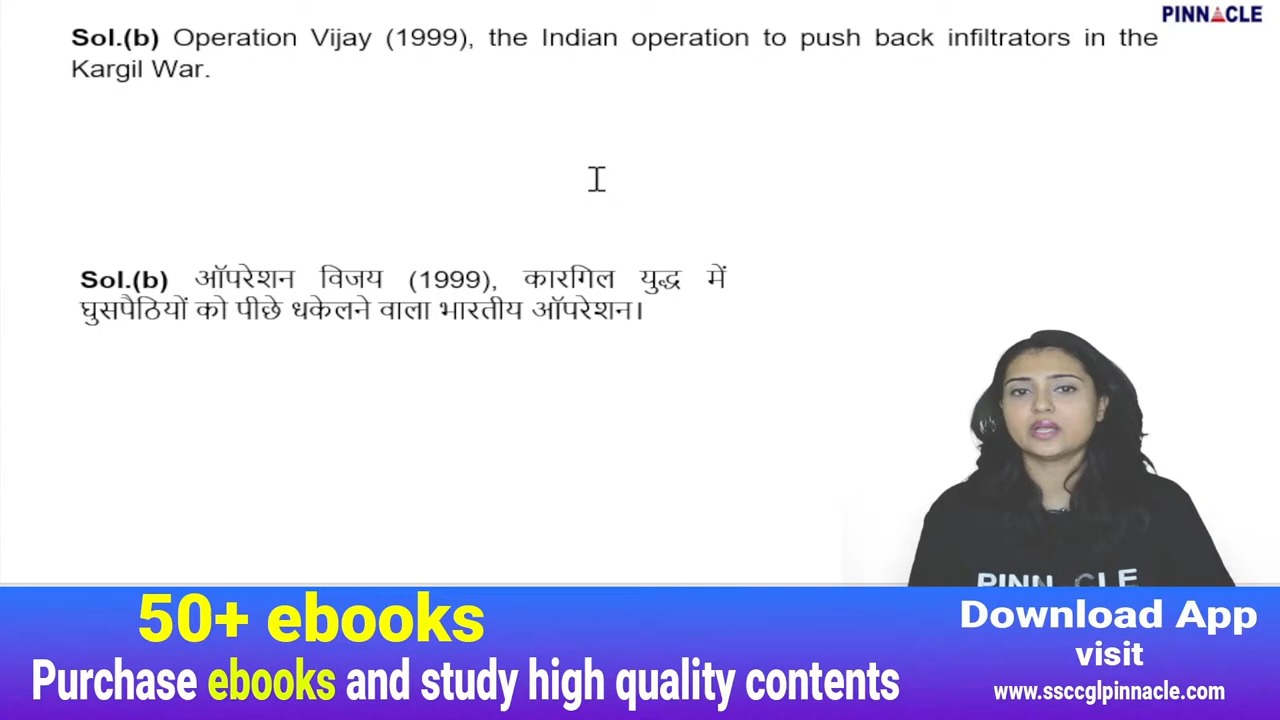 PINNACLE
Sol.(b) Operation Vijay (1999), the Indian operation to push back infiltrators in the
Kargil War.
Sol.(b) ऑपरेशन विजय (1999), कारगिल युद्ध में
घुसपैठियों को पीछे धकेलने वाला भारतीय ऑपरेशन।
PINNACLE
50+ ebooks
Purchase ebooks and study high quality contents
Download App
visit
www.ssccglpinnacle.com